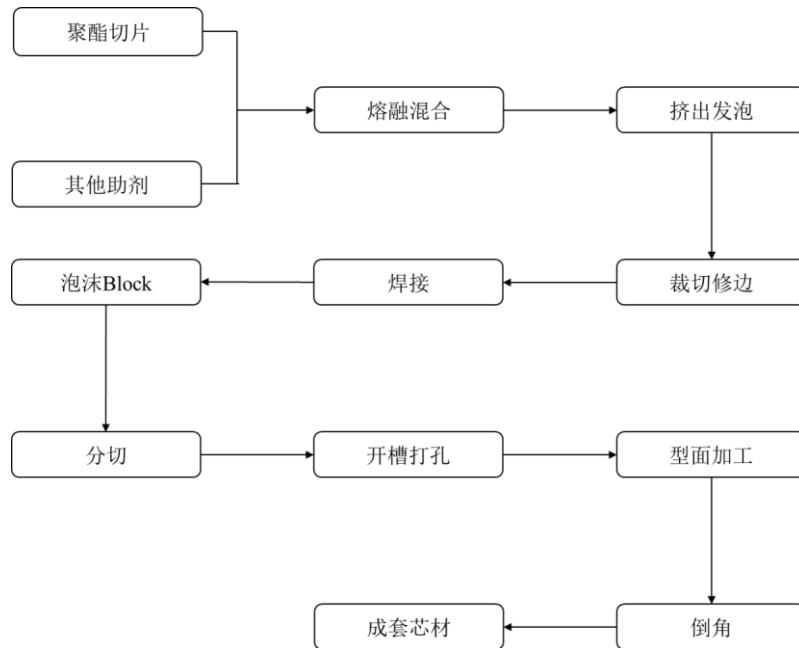 聚酯切片
其他助剂
熔融混合
挤出发泡
裁切修边
焊接
泡沫Block
分切
开槽打孔
型面加工
倒角
成套芯材